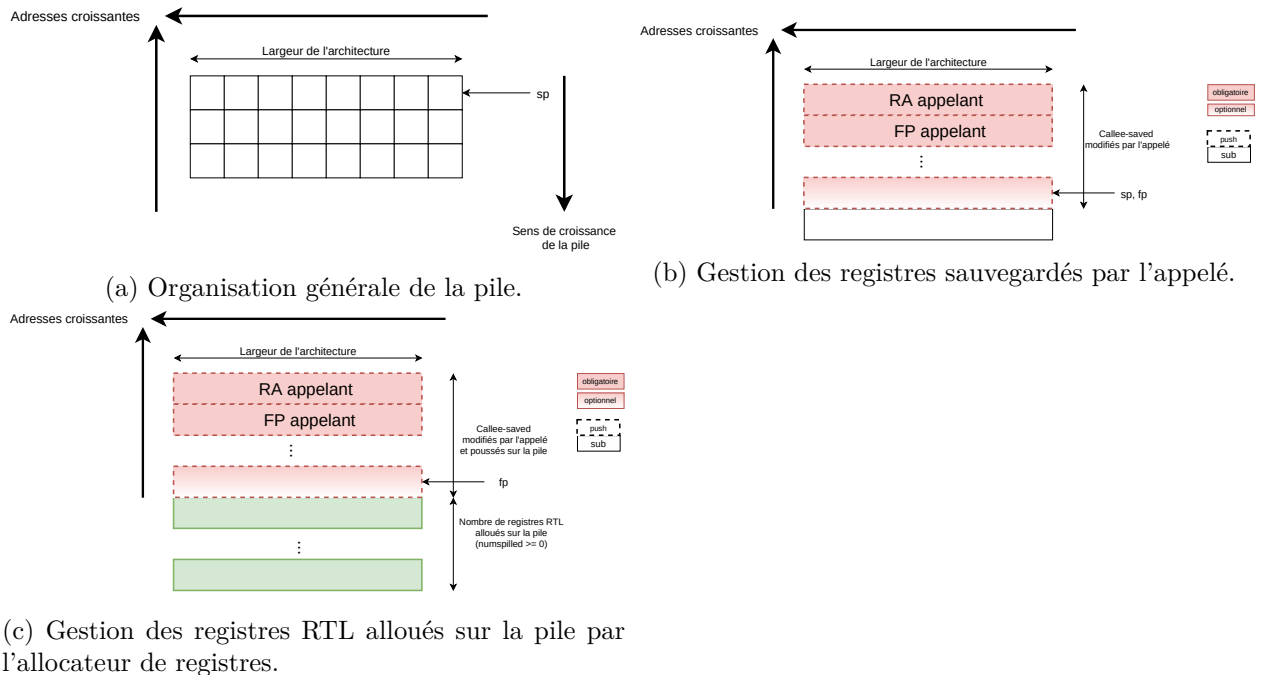 Adresses croissantes
Largeur de l'architecture
sp
Sens de croissance
de la pile
(a) Organisation générale de la pile.
Adresses croissantes
Largeur de l'architecture
RA appelant
FP appelant
⋮
Callee-saved
modifiés par l'appelé
sp, fp
obligatoire
optionnel
push
sub
(b) Gestion des registres sauvegardés par l'appelé.
Adresses croissantes
Largeur de l'architecture
RA appelant
FP appelant
⋮
Callee-saved
modifiés par l'appelé
et poussés sur la pile
fp
obligatoire
optionnel
push
sub
⋮
Nombre de registres RTL
alloués sur la pile
(numspilled >= 0)
(c) Gestion des registres RTL alloués sur la pile par
l'allocateur de registres.